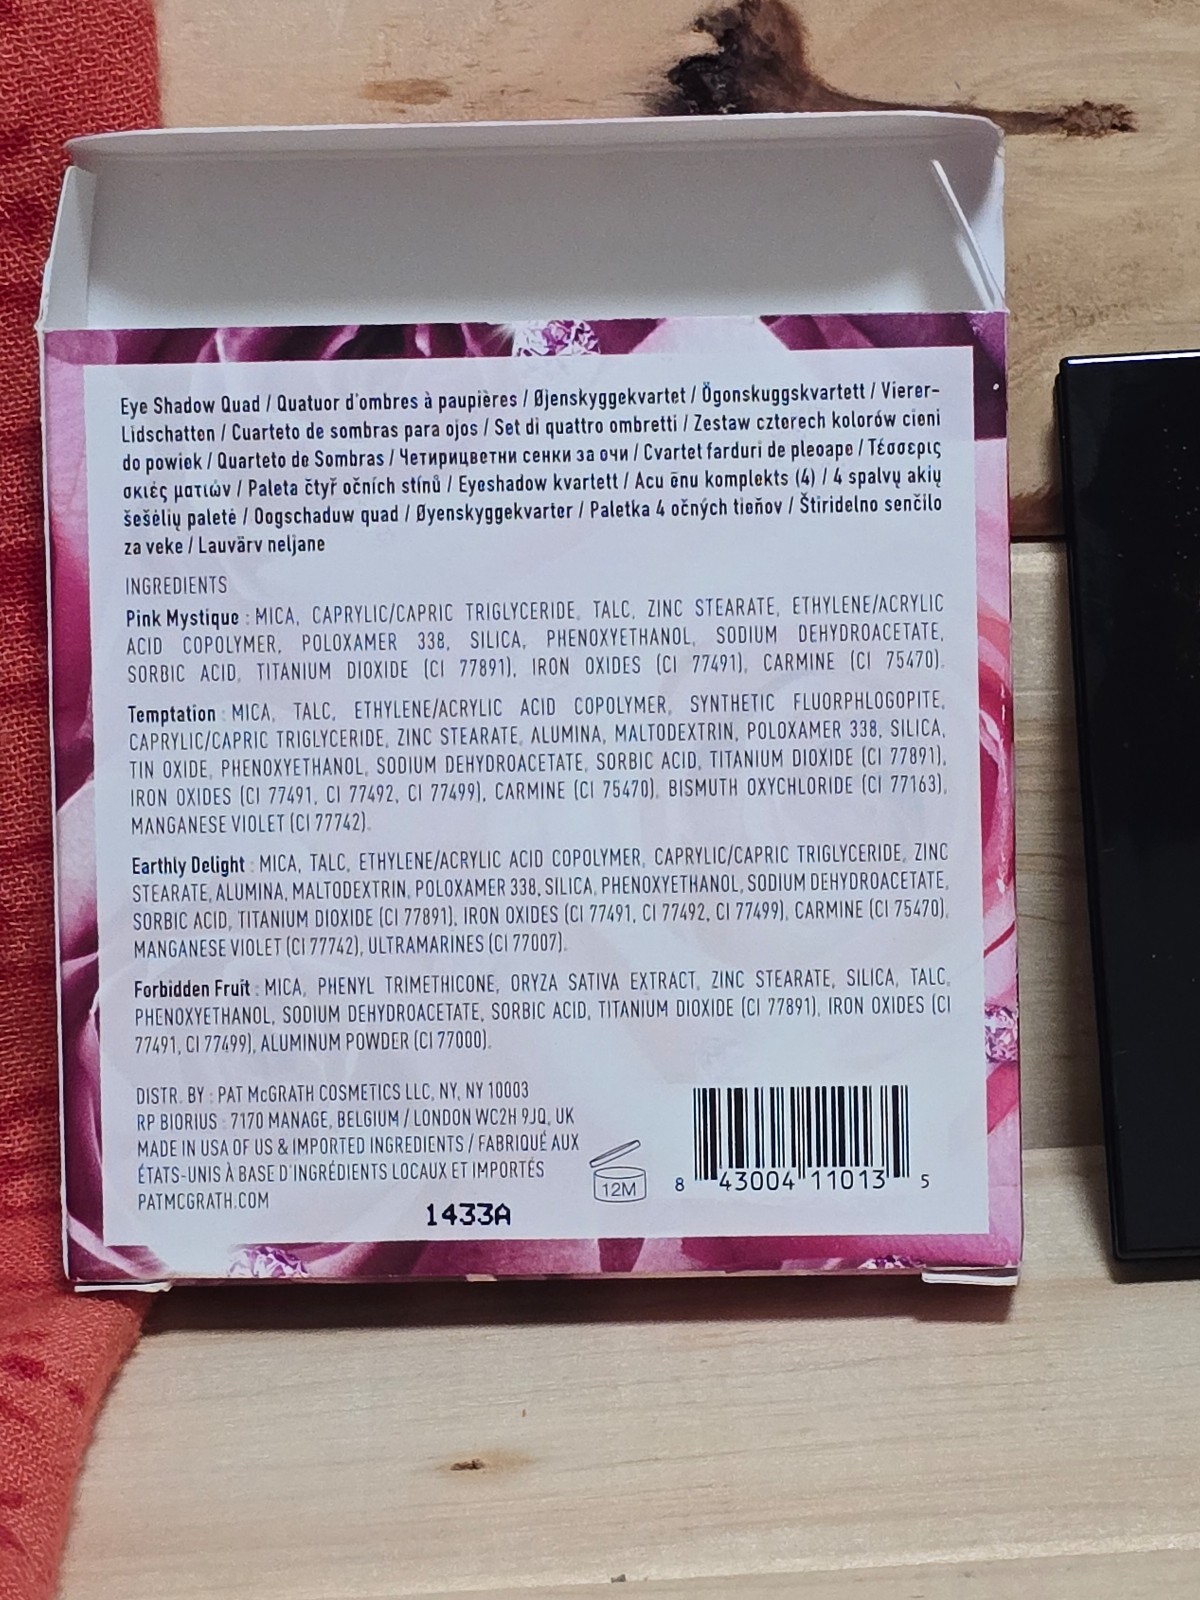 Eye Shadow Quad / Quatuor d'ombres à paupières / Øjenskyggekvartet / Ögonskuggskvartett / Vierer-
Lidschatten / Cuarteto de sombras para ojos / Set di quattro ombretti / Zestaw czterech kolorów cieni
do powiek / Quarteto de Sombras / Четирицветни сенки за очи / Cvartet farduri de pleoape / Τέσσερις
σκιές ματιών / Paleta čtyř očních stínů / Eyeshadow kvartett / Acu ēnu komplekts (4) / 4 spalvų akių
šešėlių paletė / Oogschaduw quad / Øyenskyggekvarter / Paletka 4 očných tieňov / Štiridelno senčilo
za veke / Lauvärv neljane
INGREDIENTS
Pink Mystique : MICA, CAPRYLIC/CAPRIC TRIGLYCERIDE, TALC, ZINC STEARATE, ETHYLENE/ACRYLIC
ACID COPOLYMER, POLOXAMER 338, SILICA, PHENOXYETHANOL, SODIUM DEHYDROACETATE,
SORBIC ACID, TITANIUM DIOXIDE (CI 77891), IRON OXIDES (CI 77491), CARMINE (CI 75470).
Temptation : MICA, TALC, ETHYLENE/ACRYLIC ACID COPOLYMER, SYNTHETIC FLUORPHLOGOPITE,
CAPRYLIC/CAPRIC TRIGLYCERIDE, ZINC STEARATE, ALUMINA, MALTODEXTRIN, POLOXAMER 338, SILICA,
TIN OXIDE, PHENOXYETHANOL, SODIUM DEHYDROACETATE, SORBIC ACID, TITANIUM DIOXIDE (CI 77891),
IRON OXIDES (CI 77491, CI 77492, CI 77499), CARMINE (CI 75470), BISMUTH OXYCHLORIDE (CI 77163),
MANGANESE VIOLET (CI 77742).
Earthly Delight : MICA, TALC, ETHYLENE/ACRYLIC ACID COPOLYMER, CAPRYLIC/CAPRIC TRIGLYCERIDE, ZINC
STEARATE, ALUMINA, MALTODEXTRIN, POLOXAMER 338, SILICA, PHENOXYETHANOL, SODIUM DEHYDROACETATE,
SORBIC ACID, TITANIUM DIOXIDE (CI 77891), IRON OXIDES (CI 77491, CI 77492, CI 77499), CARMINE (CI 75470),
MANGANESE VIOLET (CI 77742), ULTRAMARINES (CI 77007).
Forbidden Fruit : MICA, PHENYL TRIMETHICONE, ORYZA SATIVA EXTRACT, ZINC STEARATE, SILICA, TALC,
PHENOXYETHANOL, SODIUM DEHYDROACETATE, SORBIC ACID, TITANIUM DIOXIDE (CI 77891), IRON OXIDES (CI
77491, CI 77499), ALUMINUM POWDER (CI 77000).
DISTR. BY : PAT McGRATH COSMETICS LLC, NY, NY 10003
RP BIORIUS : 7170 MANAGE, BELGIUM / LONDON WC2H 9JQ, UK
MADE IN USA OF US & IMPORTED INGREDIENTS / FABRIQUÉ AUX
ÉTATS-UNIS À BASE D'INGRÉDIENTS LOCAUX ET IMPORTÉS
PATMCGRATH.COM
1433A
12M
8 43004 11013 5